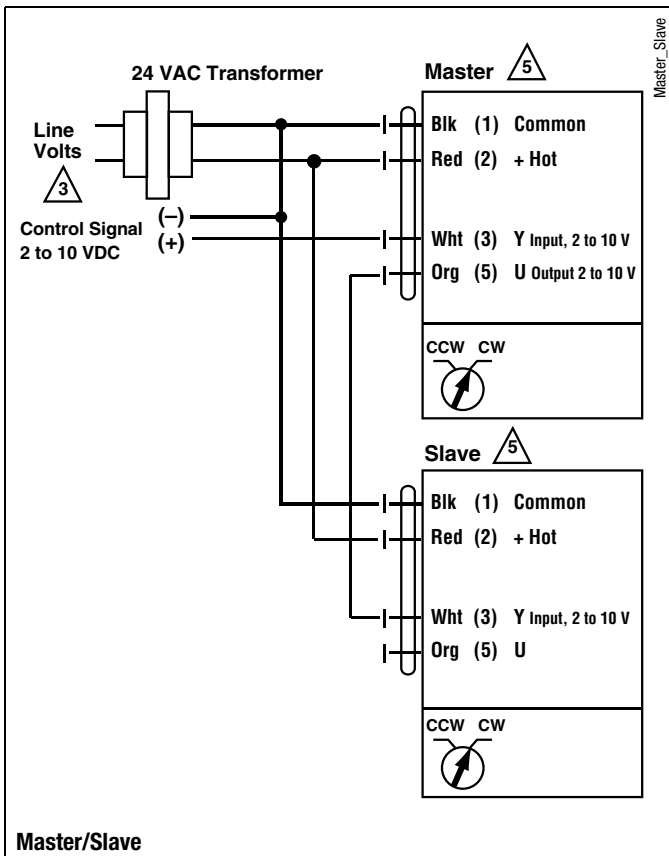 Master_Slave
24 VAC Transformer
Master 5
Line
Volts
3
Blk (1) Common
Red (2) + Hot
Control Signal
2 to 10 VDC
(–)
(+)
Wht (3) Y Input, 2 to 10 V
Org (5) U Output 2 to 10 V
CCW CW
Slave 5
Blk (1) Common
Red (2) + Hot
Wht (3) Y Input, 2 to 10 V
Org (5) U
CCW CW
Master/Slave